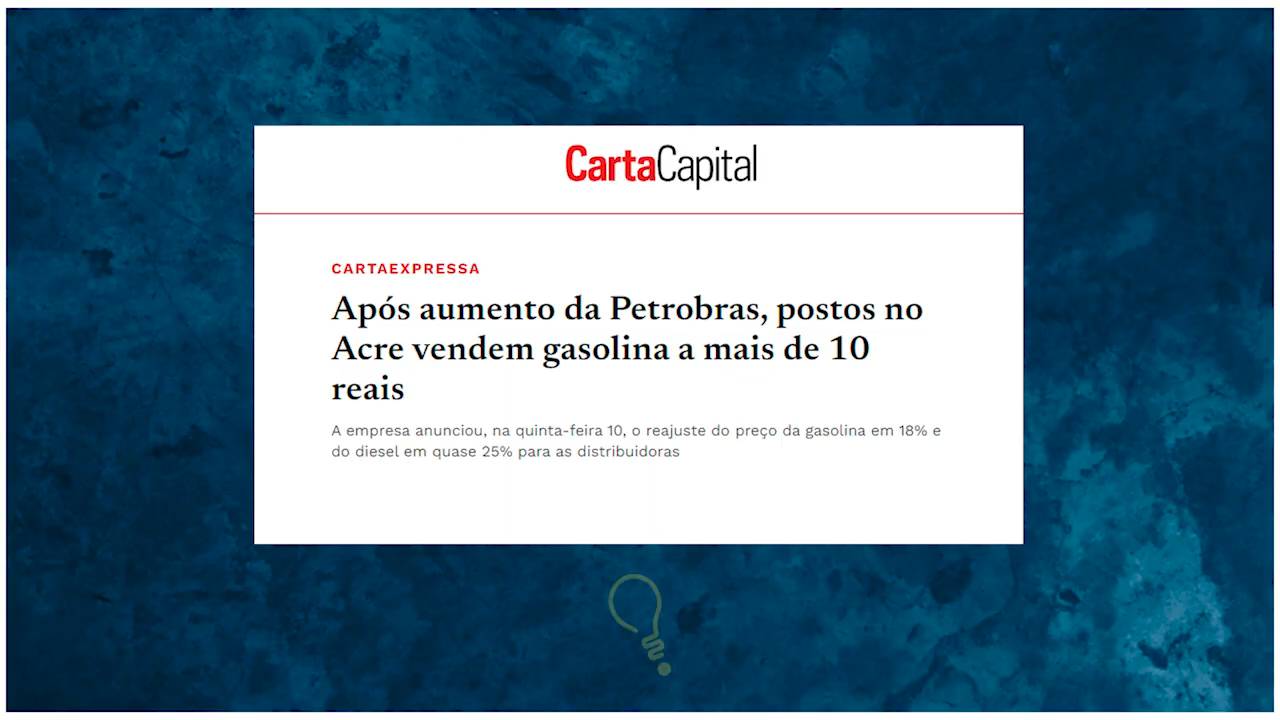 CartaCapital
CARTAEXPRESSA
Após aumento da Petrobras, postos no
Acre vendem gasolina a mais de 10
reais
A empresa anunciou, na quinta-feira 10, o reajuste do preço da gasolina em 18% e
do diesel em quase 25% para as distribuidoras